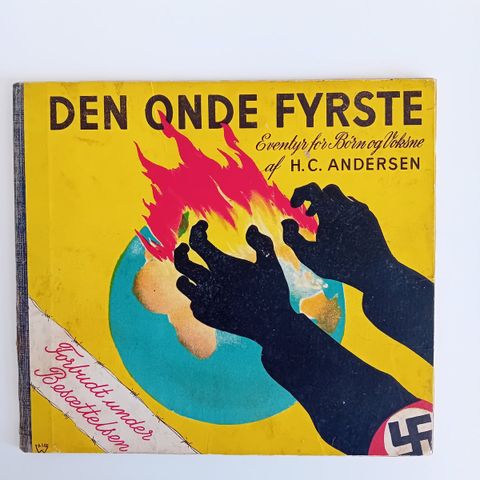 DEN ONDE FYRSTE
Eventyr for Børn og Voksne
af H.C. ANDERSEN
Forbudt under
Besættelsen